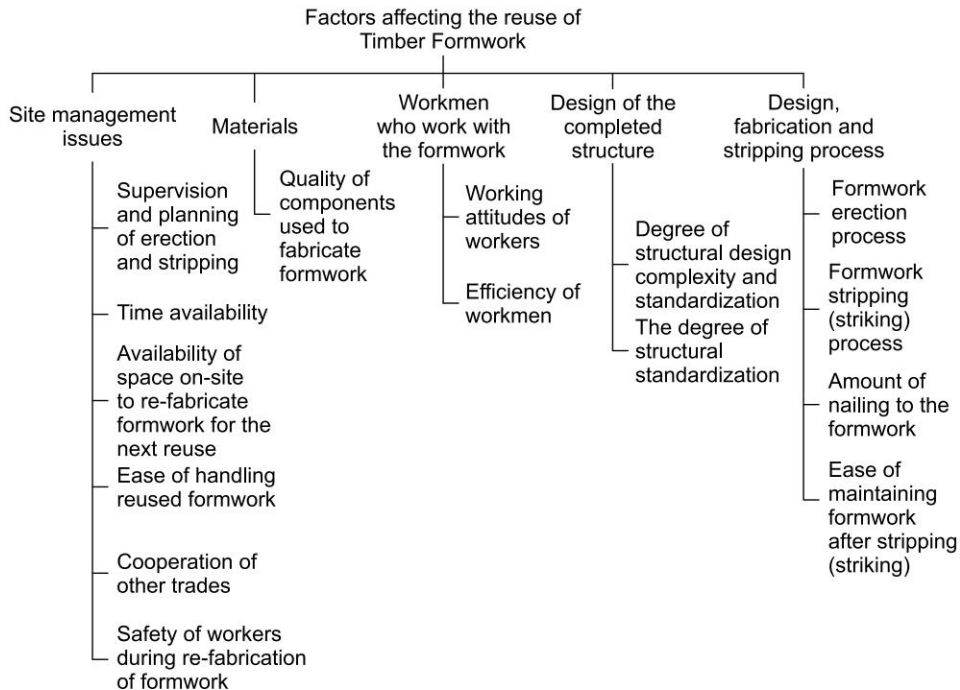 Factors affecting the reuse of
Timber Formwork
Site management
issues
Supervision
and planning
of erection
and stripping
Time availability
Availability of
space on-site
to re-fabricate
formwork for the
next reuse
Ease of handling
reused formwork
Cooperation of
other trades
Safety of workers
during re-fabrication
of formwork
Materials
Quality of
components
used to
fabricate
formwork
Workmen
who work with
the formwork
Working
attitudes of
workers
Efficiency of
workmen
Design of the
completed
structure
Degree of
structural design
complexity and
standardization
The degree of
structural
standardization
Design,
fabrication and
stripping process
Formwork
erection
process
Formwork
stripping
(striking)
process
Amount of
nailing to the
formwork
Ease of
maintaining
formwork
after stripping
(striking)